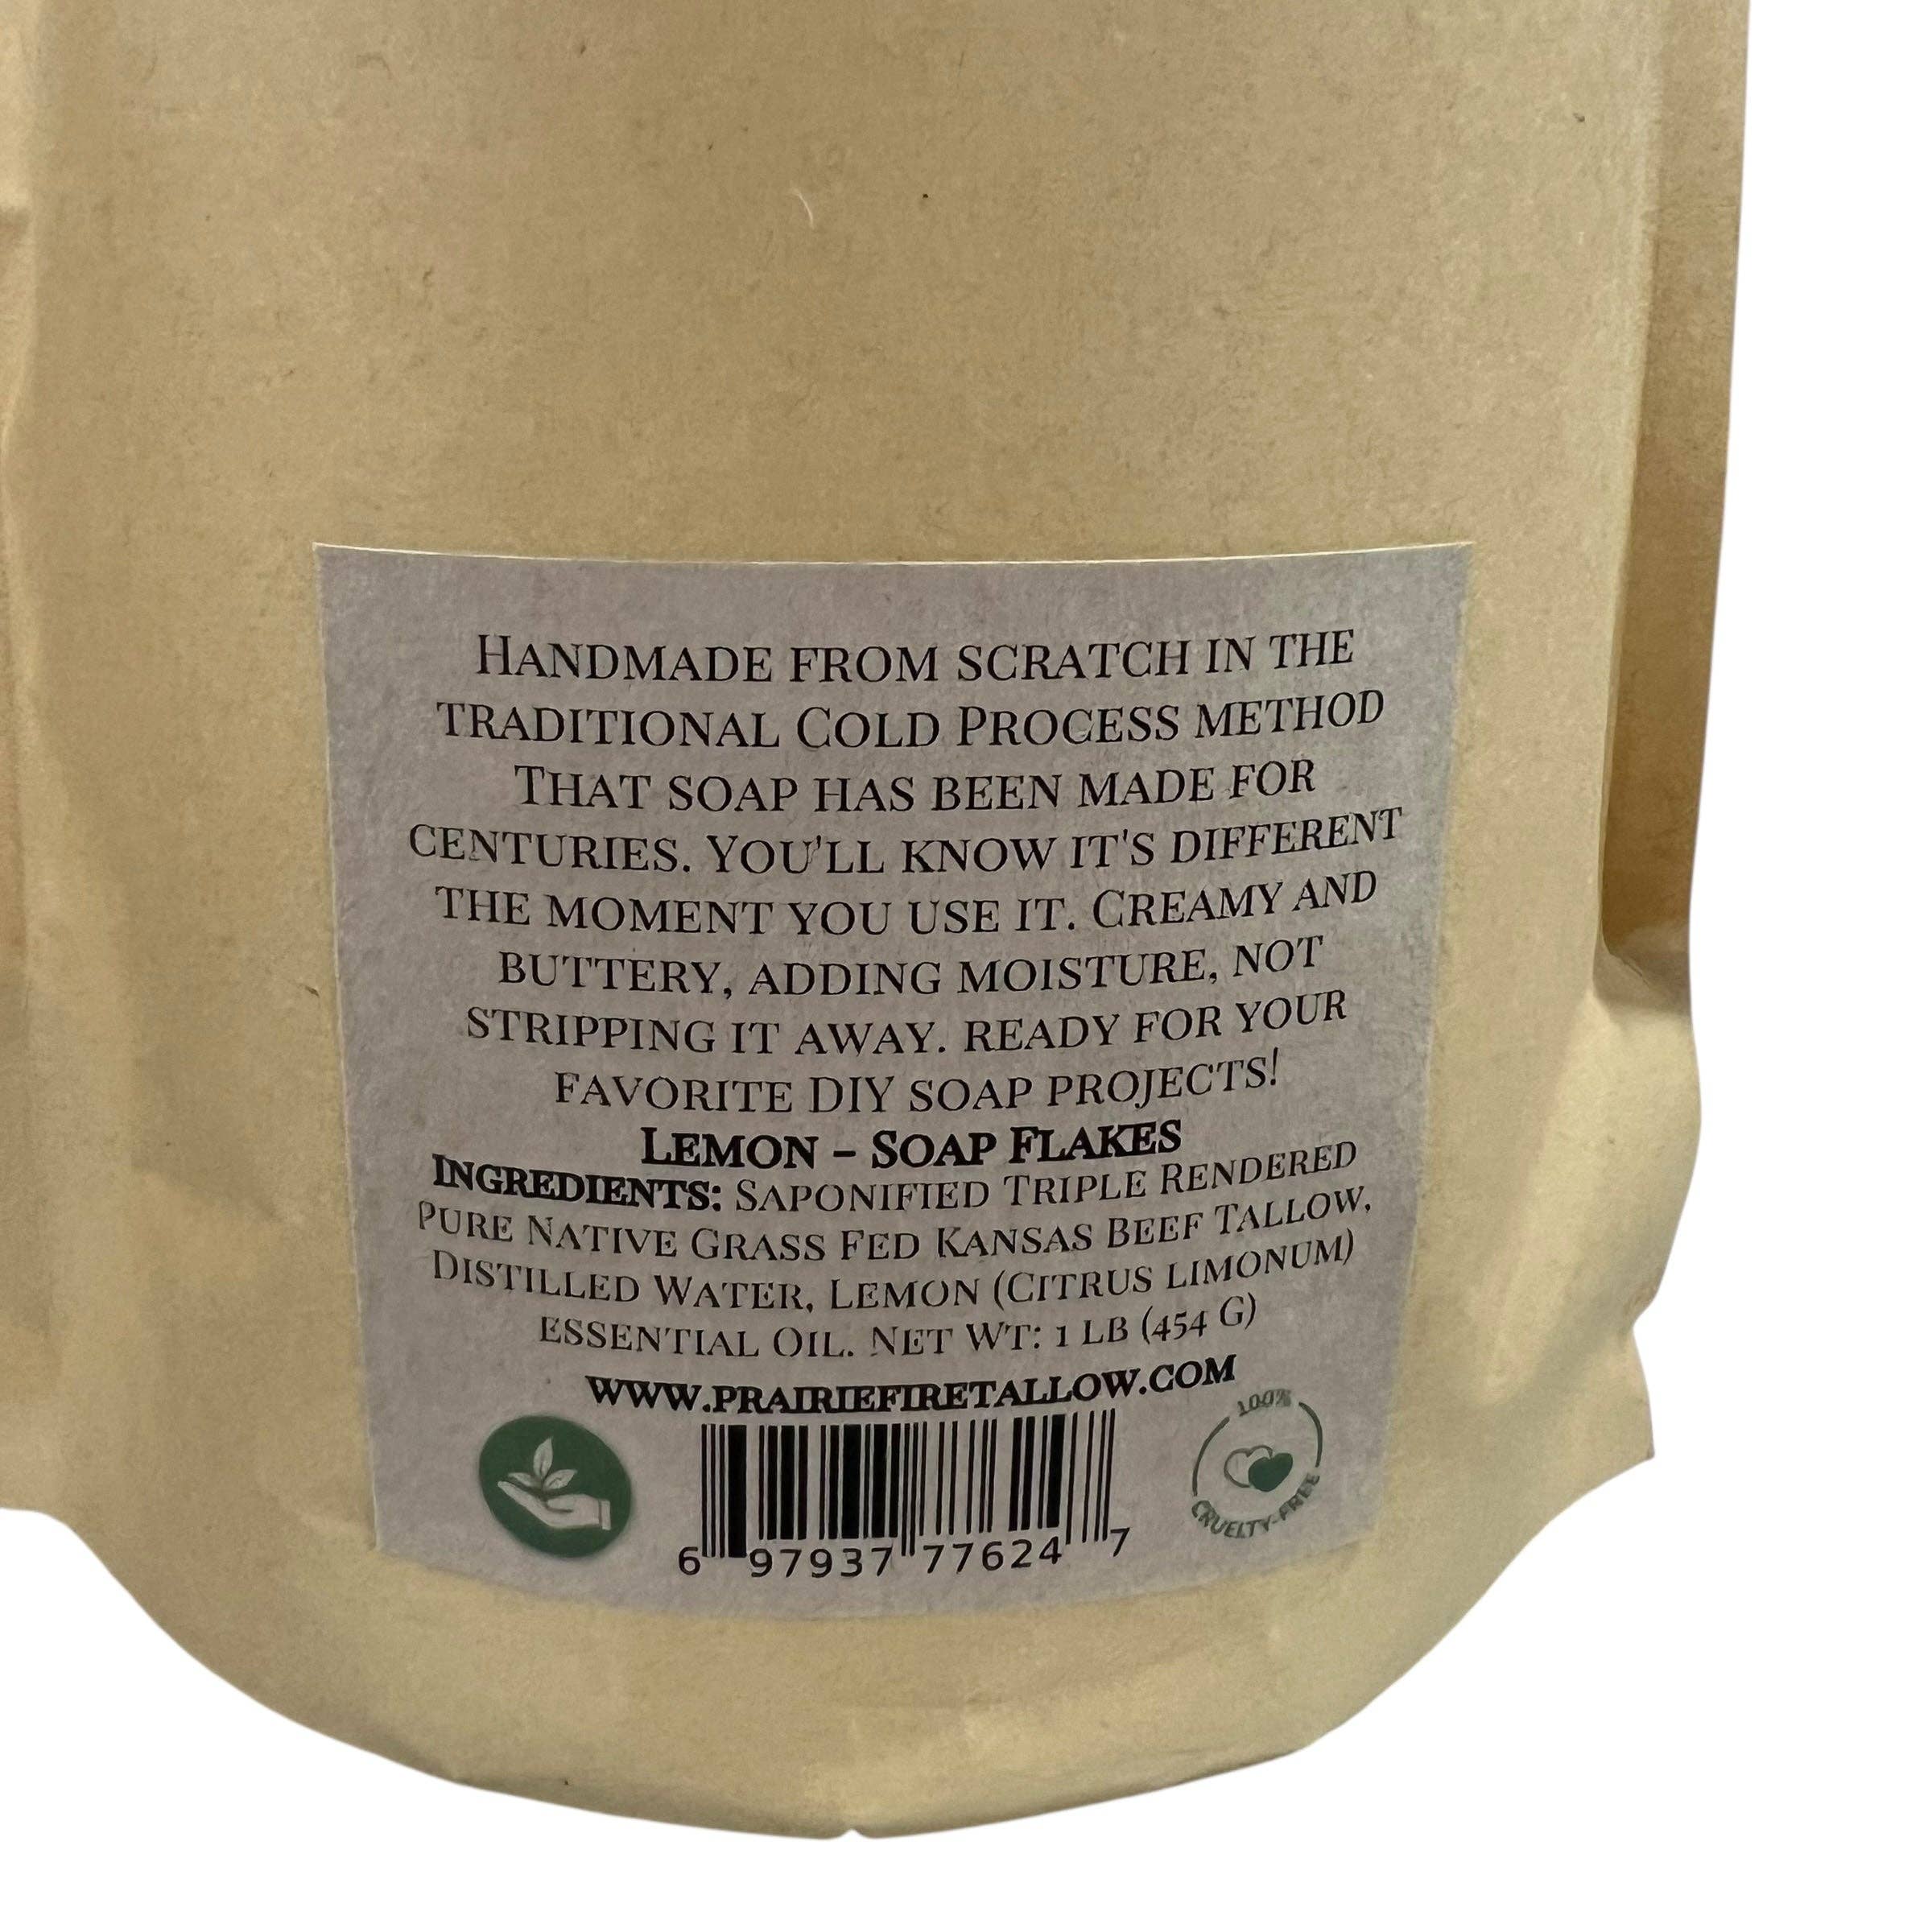 Handmade from scratch in the
traditional Cold Process method
That soap has been made for
centuries. You'll know it's different
the moment you use it. Creamy and
buttery, adding moisture, not
stripping it away. ready for your
favorite DIY soap projects!
Lemon – Soap Flakes
Ingredients: Saponified Triple Rendered
Pure Native Grass Fed Kansas Beef Tallow,
Distilled Water, Lemon (Citrus limonum)
essential Oil. Net Wt: 1 lb (454 g)
www.prairiefiretallow.com
100%
CRUELTY-FREE
6 97937 77624 7